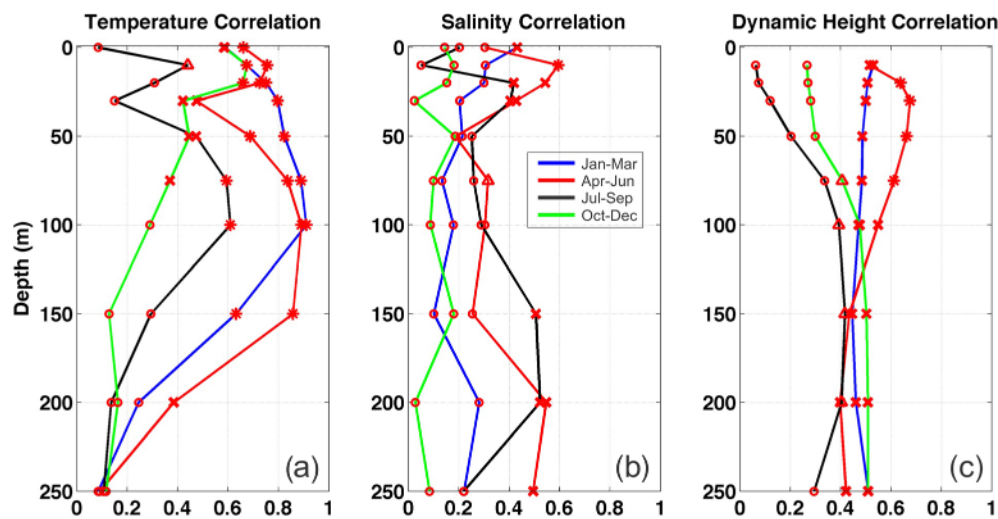 Temperature Correlation
Salinity Correlation
Dynamic Height Correlation
Depth (m)
0
50
100
150
200
250
0 0.2 0.4 0.6 0.8 1
(a)
0
50
100
150
200
250
0 0.2 0.4 0.6 0.8 1
(b)
Jan-Mar
Apr-Jun
Jul-Sep
Oct-Dec
0
50
100
150
200
250
0 0.2 0.4 0.6 0.8 1
(c)